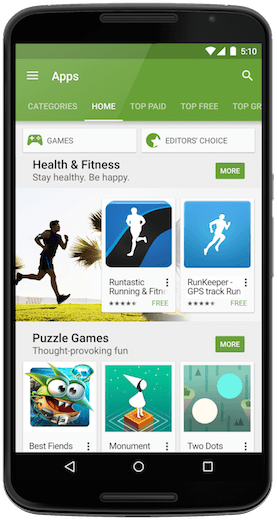 5:10
Apps
CATEGORIES HOME TOP PAID TOP FREE TOP GR
GAMES
EDITORS' CHOICE
Health & Fitness
Stay healthy. Be happy.
MORE
Runtastic
Running & Fitn
FREE
RunKeeper -
GPS track Run
FREE
Puzzle Games
Thought-provoking fun
MORE
Best Fiends
Monument
Two Dots